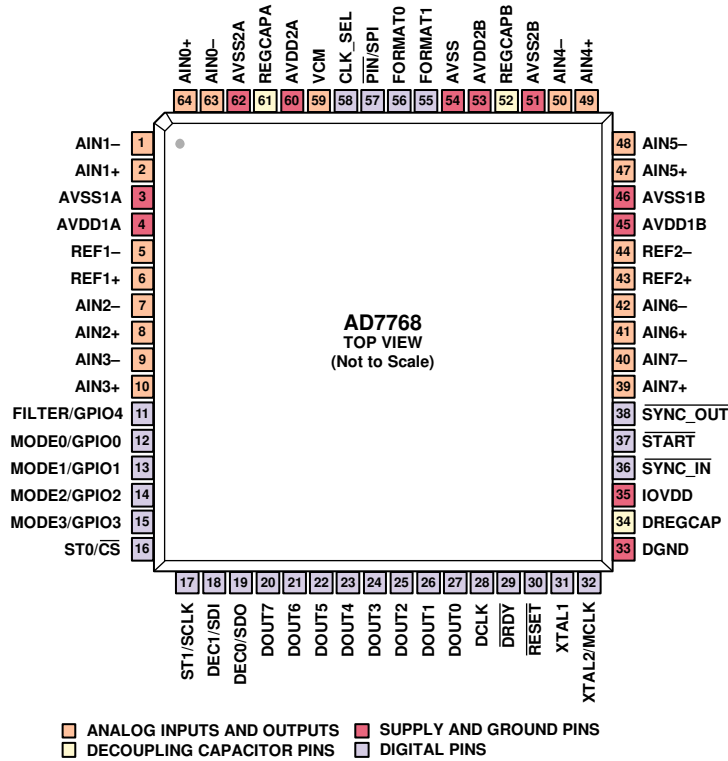 AIN0+
AIN0–
AVSS2A
REGCAPA
AVDD2A
VCM
CLK_SEL
PIN/SPI
FORMAT0
FORMAT1
AVSS
AVDD2B
REGCAPB
AVSS2B
AIN4–
AIN4+
64 63 62 61 60 59 58 57 56 55 54 53 52 51 50 49
AIN1– 1
AIN1+ 2
AVSS1A 3
AVDD1A 4
REF1– 5
REF1+ 6
AIN2– 7
AIN2+ 8
AIN3– 9
AIN3+ 10
FILTER/GPIO4 11
MODE0/GPIO0 12
MODE1/GPIO1 13
MODE2/GPIO2 14
MODE3/GPIO3 15
ST0/CS 16
AD7768
TOP VIEW
(Not to Scale)
48 AIN5–
47 AIN5+
46 AVSS1B
45 AVDD1B
44 REF2–
43 REF2+
42 AIN6–
41 AIN6+
40 AIN7–
39 AIN7+
38 SYNC_OUT
37 START
36 SYNC_IN
35 IOVDD
34 DREGCAP
33 DGND
17 18 19 20 21 22 23 24 25 26 27 28 29 30 31 32
ST1/SCLK
DEC1/SDI
DEC0/SDO
DOUT7
DOUT6
DOUT5
DOUT4
DOUT3
DOUT2
DOUT1
DOUT0
DCLK
DRDY
RESET
XTAL1
XTAL2/MCLK
ANALOG INPUTS AND OUTPUTS
SUPPLY AND GROUND PINS
DECOUPLING CAPACITOR PINS
DIGITAL PINS